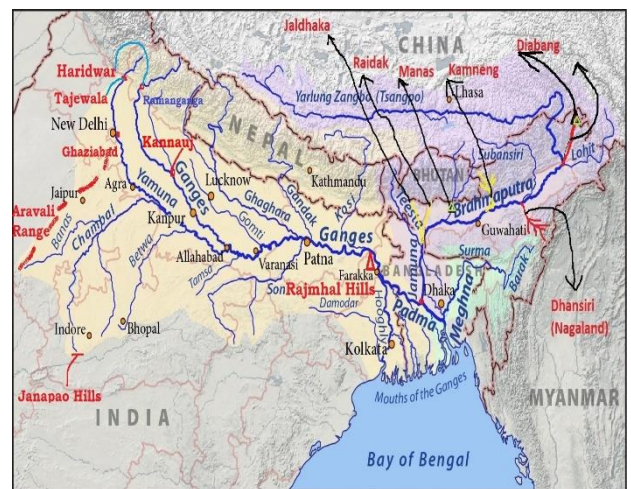 Jaldhaka
CHINA
Diabang
Raidak
Manas
Kamneng
Haridwar
Tajewala
Ramanganga
Yarlung Zangbo (Tsangpo)
Lhasa
New Delhi
NEPAL
Ghaziabad
Kannauj
Subansiri
Lohit
BHUTAN
Kathmandu
Jaipur
Agra
Yamuna
Ganges
Lucknow
Ghaghara
Gandak
Kosi
Teesta
Brahmaputra
Aravali
Range
Banas
Chambal
Kanpur
Gomti
Guwahati
Betwa
Ganges
Jamuna
Surma
Allahabad
Varanasi
Patna
Farakka
BANGLADESH
Barak
Tamsa
Son
Rajmhal Hills
Dhaka
Meghna
Damodar
Hooghly
Padma
Dhansiri
(Nagaland)
Indore
Bhopal
Kolkata
Janapao Hills
Mouths of the Ganges
MYANMAR
INDIA
Bay of Bengal